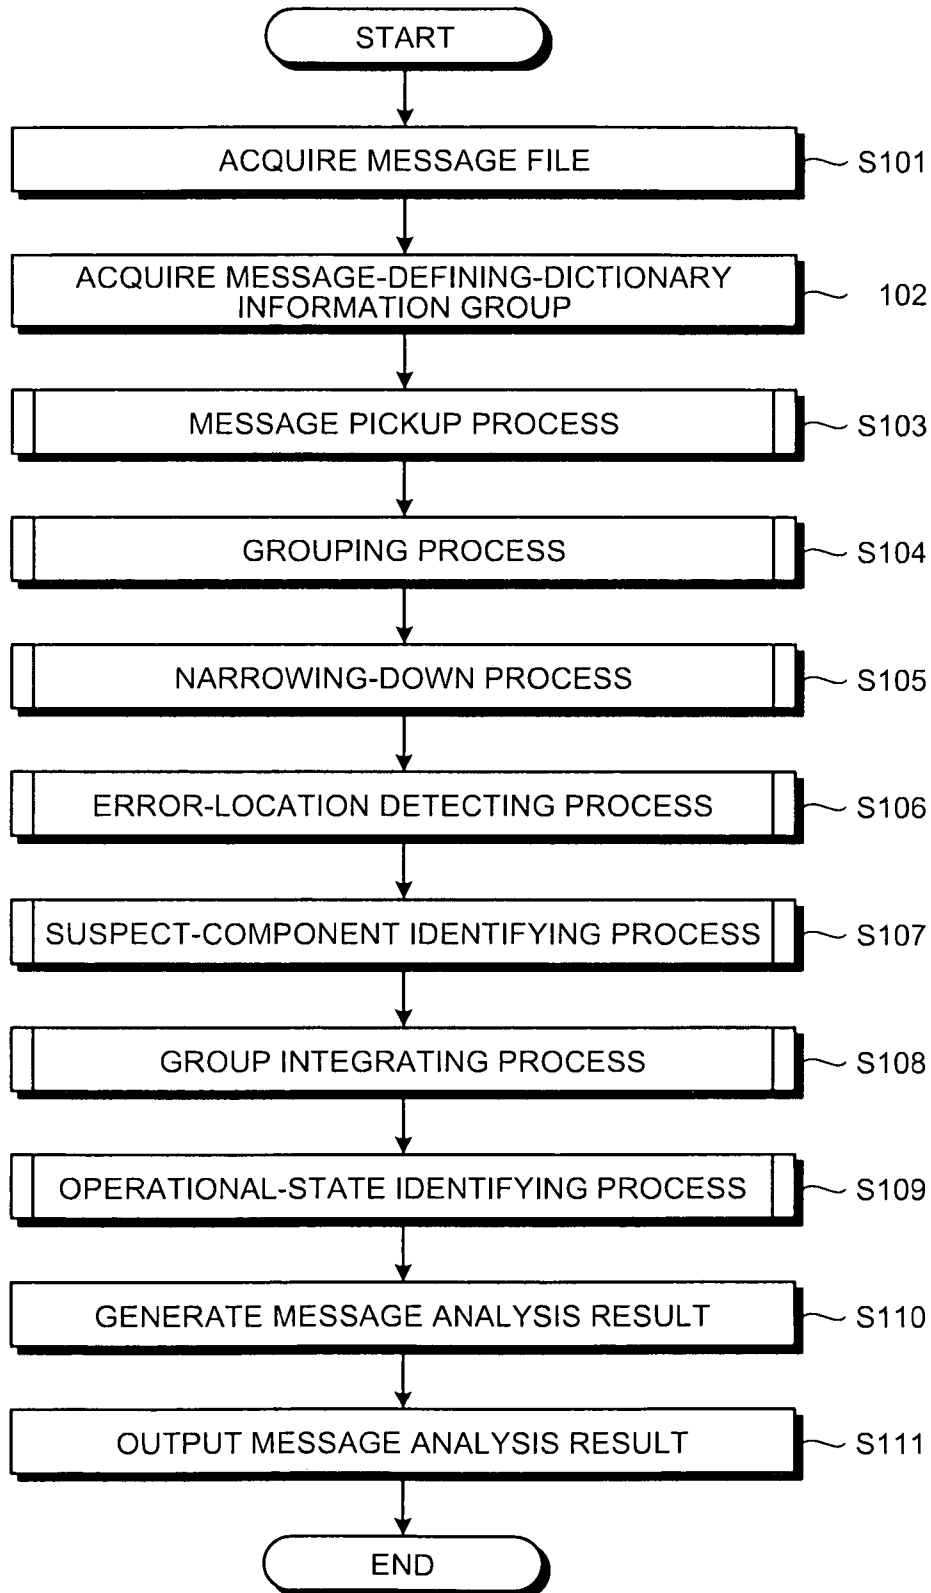 START
ACQUIRE MESSAGE FILE
S101
ACQUIRE MESSAGE-DEFINING-DICTIONARY
INFORMATION GROUP
102
MESSAGE PICKUP PROCESS
S103
GROUPING PROCESS
S104
NARROWING-DOWN PROCESS
S105
ERROR-LOCATION DETECTING PROCESS
S106
SUSPECT-COMPONENT IDENTIFYING PROCESS
S107
GROUP INTEGRATING PROCESS
S108
OPERATIONAL-STATE IDENTIFYING PROCESS
S109
GENERATE MESSAGE ANALYSIS RESULT
S110
OUTPUT MESSAGE ANALYSIS RESULT
S111
END